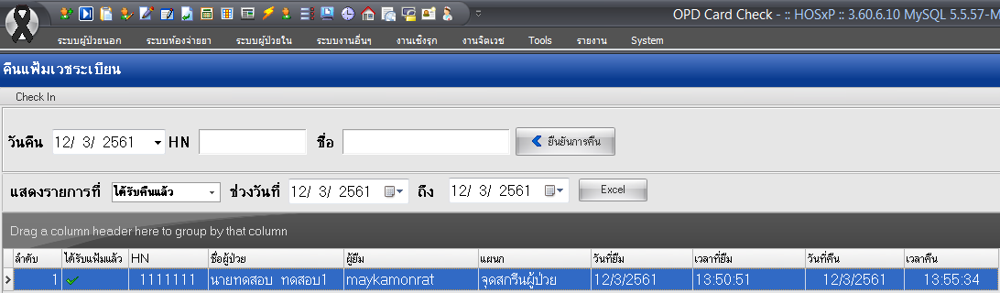 OPD Card Check - :: HOSxP :: 3.60.6.10 MySQL 5.5.57-M
ระบบผู้ป่วยนอก ระบบห้องจ่ายยา ระบบผู้ป่วยใน ระบบงานอื่นๆ งานเชิงรุก งานจิตเวช Tools รายงาน System
คืนแฟ้มเวชระเบียน
Check In
วันคืน 12/ 3/ 2561 HN ชื่อ ยืนยันการคืน
แสดงรายการที่ ได้รับคืนแล้ว ช่วงวันที่ 12/ 3/ 2561 ถึง 12/ 3/ 2561 Excel
Drag a column header here to group by that column
ลำดับ ได้รับแฟ้มแล้ว HN ชื่อผู้ป่วย ผู้ยืม แผนก วันที่ยืม เวลาที่ยืม วันที่คืน เวลาคืน
1 1111111 นายทดสอบ ทดสอบ1 maykamonrat จุดสกรีนผู้ป่วย 12/3/2561 13:50:51 12/3/2561 13:55:34